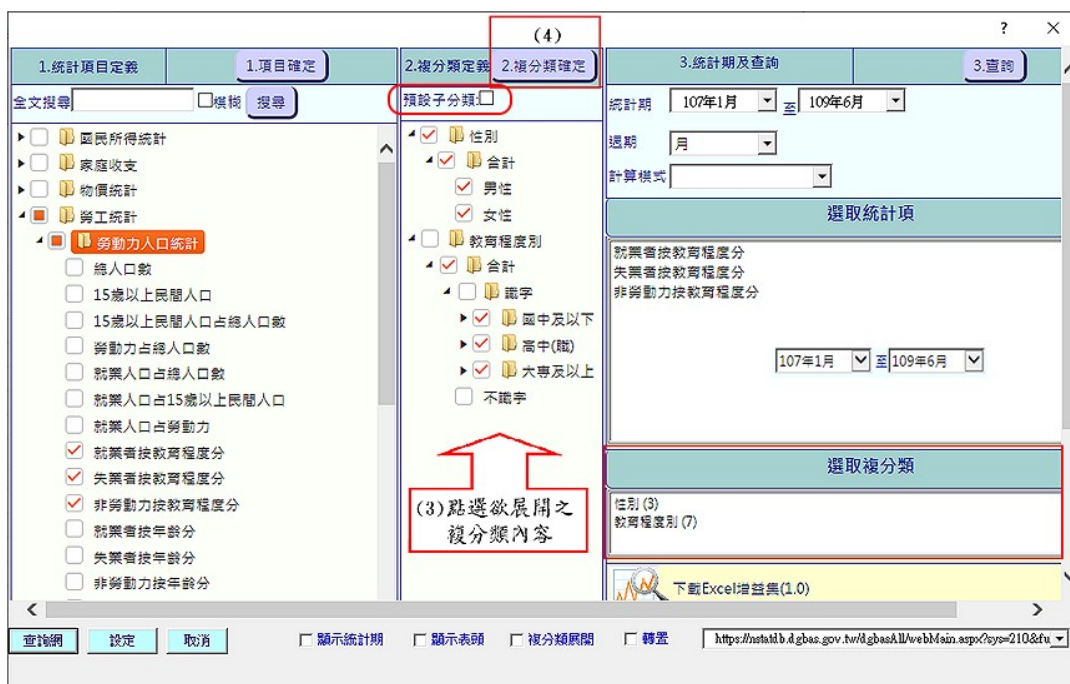 (4)
? ×
1.統計項目定義 1.項目確定 2.複分類定義 2.複分類確定 3.統計期及查詢 3.查詢
全文搜尋 模糊 搜尋
國民所得統計
家庭收支
物價統計
勞工統計
勞動力人口統計
總人口數
15歲以上民間人口
15歲以上民間人口占總人口數
勞動力占總人口數
就業人口占總人口數
就業人口占15歲以上民間人口
就業人口占勞動力
就業者按教育程度分
失業者按教育程度分
非勞動力按教育程度分
就業者按年齡分
失業者按年齡分
非勞動力按年齡分
預設子分類:
性別
合計
男性
女性
教育程度別
合計
識字
國中及以下
高中(職)
大專及以上
不識字
(3)點選欲展開之
複分類內容
統計期 107年1月 至 109年6月
週期 月
計算模式
選取統計項
就業者按教育程度分
失業者按教育程度分
非勞動力按教育程度分
107年1月 至 109年6月
選取複分類
性別(3)
教育程度別(7)
下載Excel增益集(1.0)
查詢網 設定 取消 顯示統計期 顯示表頭 複分類展開 轉置 https://nstatdb.dgbas.gov.tw/dgbasAll/webMain.aspx?sys=210&fu